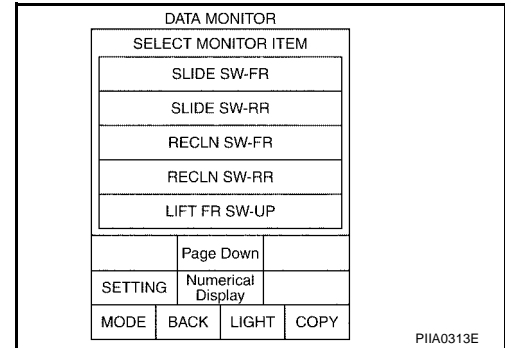 DATA MONITOR
SELECT MONITOR ITEM
SLIDE SW-FR
SLIDE SW-RR
RECLN SW-FR
RECLN SW-RR
LIFT FR SW-UP
Page Down
SETTING Numerical
Display
MODE BACK LIGHT COPY
PIIA0313E